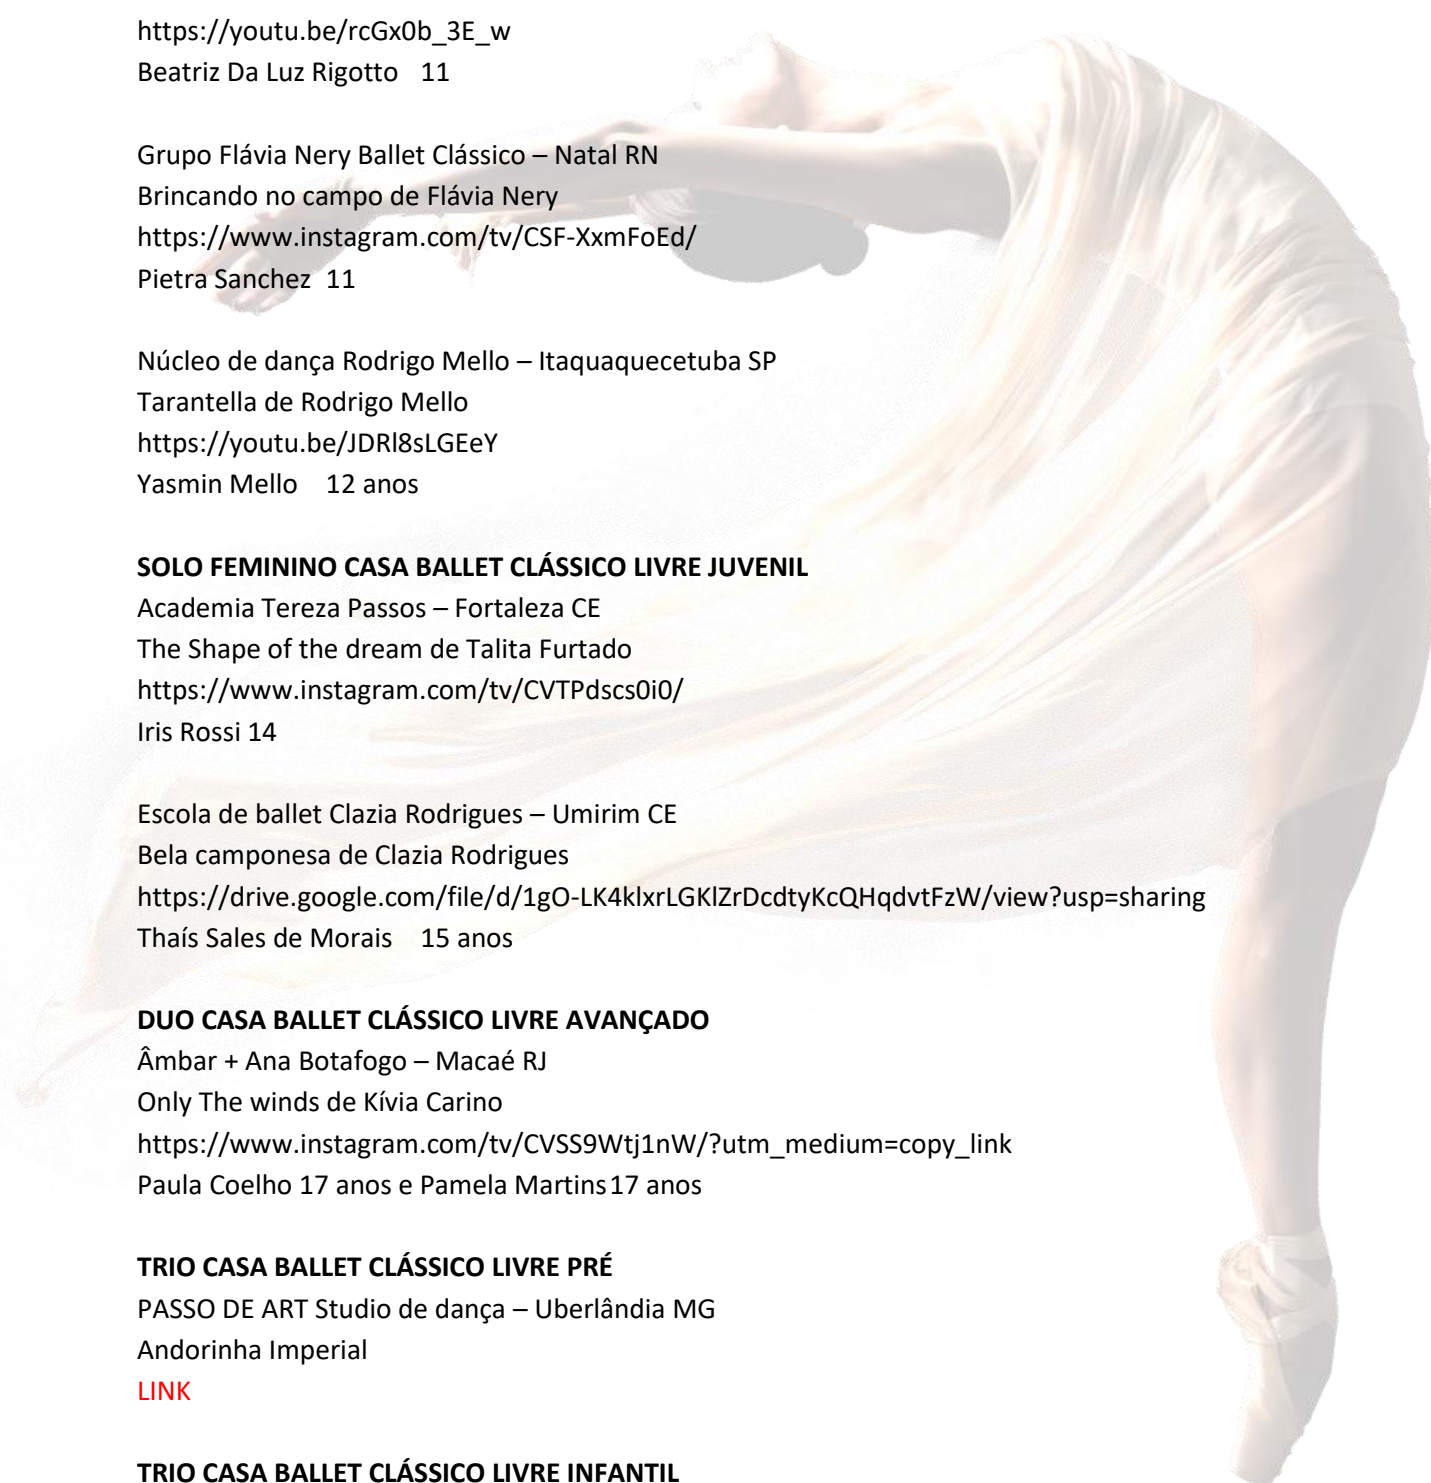 https://youtu.be/rcGx0b_3E_w
Beatriz Da Luz Rigotto 11
Grupo Flávia Nery Ballet Clássico – Natal RN
Brincando no campo de Flávia Nery
https://www.instagram.com/tv/CSF-XxmFoEd/
Pietra Sanchez 11
Núcleo de dança Rodrigo Mello – Itaquaquecetuba SP
Tarantella de Rodrigo Mello
https://youtu.be/JDRl8sLGEeY
Yasmin Mello 12 anos
SOLO FEMININO CASA BALLET CLÁSSICO LIVRE JUVENIL
Academia Tereza Passos – Fortaleza CE
The Shape of the dream de Talita Furtado
https://www.instagram.com/tv/CVTPdscs0i0/
Iris Rossi 14
Escola de ballet Clazia Rodrigues – Umirim CE
Bela camponesa de Clazia Rodrigues
https://drive.google.com/file/d/1gO-LK4klxrLGKlZrDcdtyKcQHqdvtFzW/view?usp=sharing
Thaís Sales de Morais 15 anos
DUO CASA BALLET CLÁSSICO LIVRE AVANÇADO
Âmbar + Ana Botafogo – Macaé RJ
Only The winds de Kívia Carino
https://www.instagram.com/tv/CVSS9Wtj1nW/?utm_medium=copy_link
Paula Coelho 17 anos e Pamela Martins 17 anos
TRIO CASA BALLET CLÁSSICO LIVRE PRÉ
PASSO DE ART Studio de dança – Uberlândia MG
Andorinha Imperial
LINK
TRIO CASA BALLET CLÁSSICO LIVRE INFANTIL